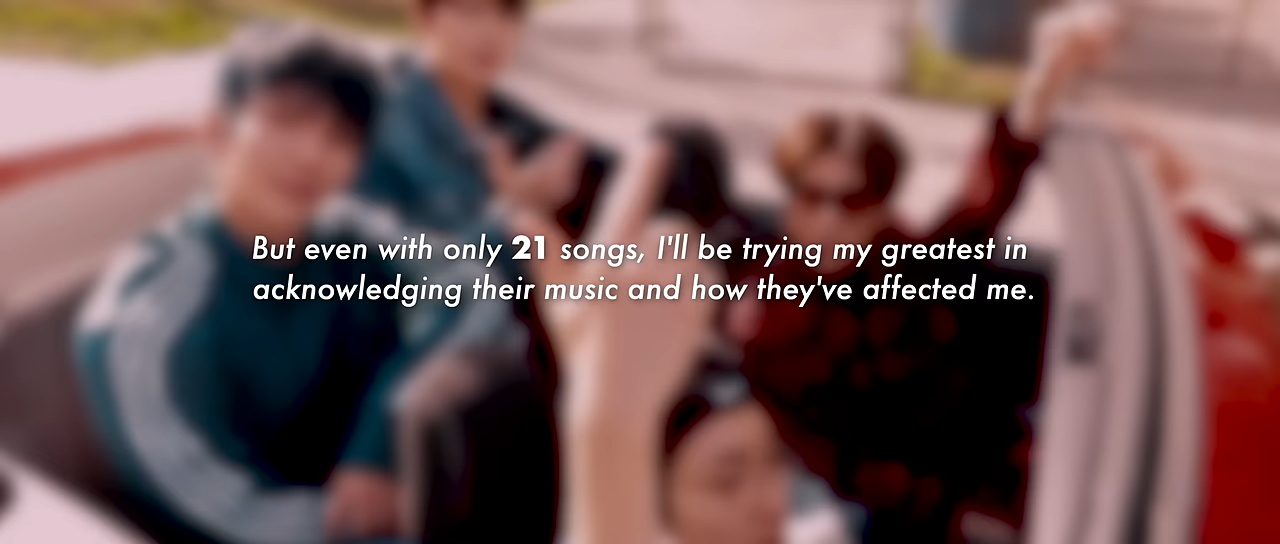 But even with only 21 songs, I'll be trying my greatest in
acknowledging their music and how they've affected me.